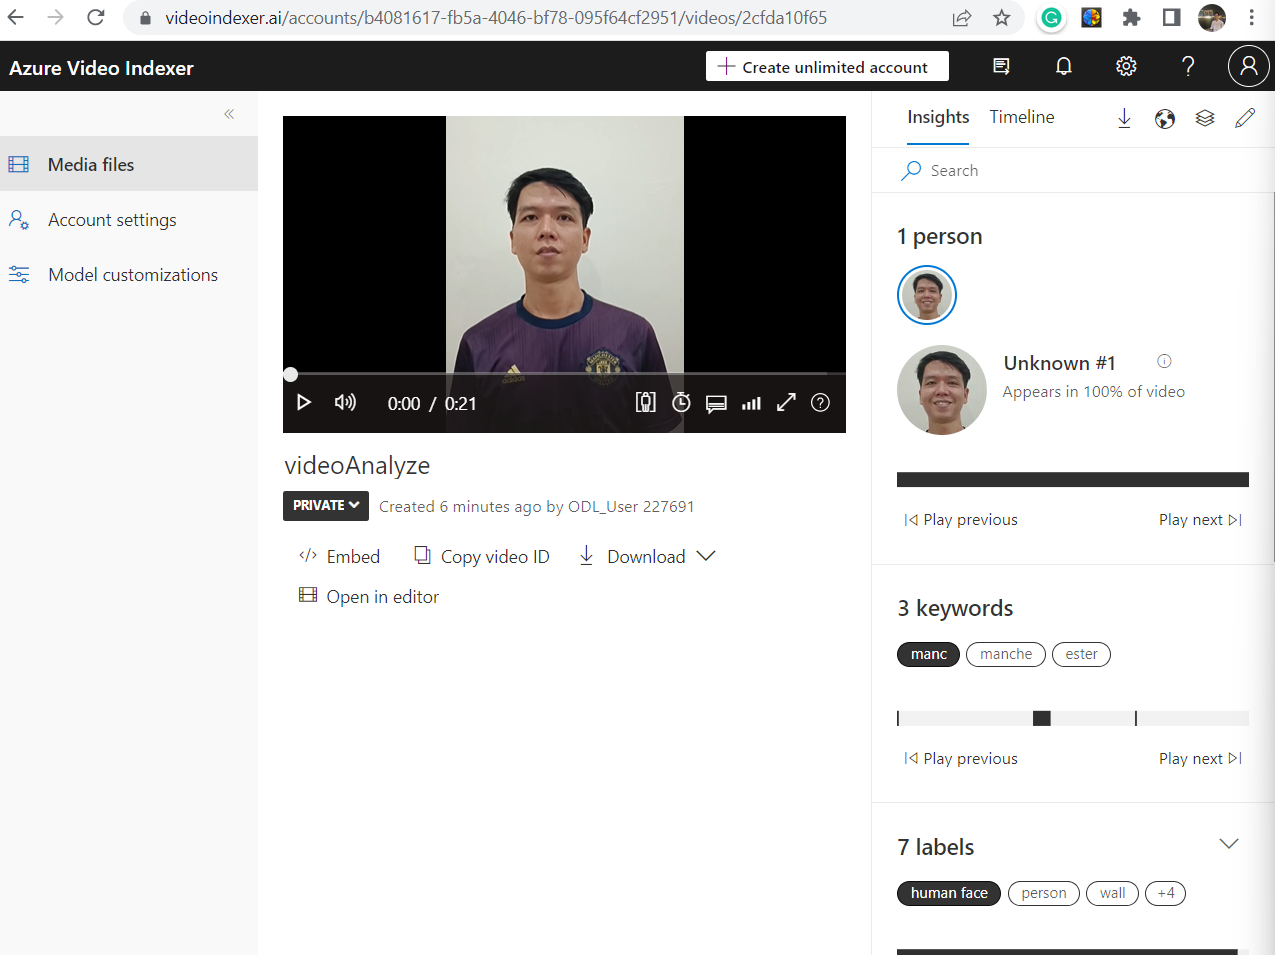 videoindexer.ai/accounts/b4081617-fb5a-4046-bf78-095f64cf2951/videos/2cfda10f65
Azure Video Indexer
Create unlimited account
Media files
Account settings
Model customizations
adidas
0:00 / 0:21
videoAnalyze
PRIVATE
Created 6 minutes ago by ODL_User 227691
Embed
Copy video ID
Download
Open in editor
Insights
Timeline
Search
1 person
Unknown #1
Appears in 100% of video
Play previous
Play next
3 keywords
manc
manche
ester
Play previous
Play next
7 labels
human face
person
wall
+4